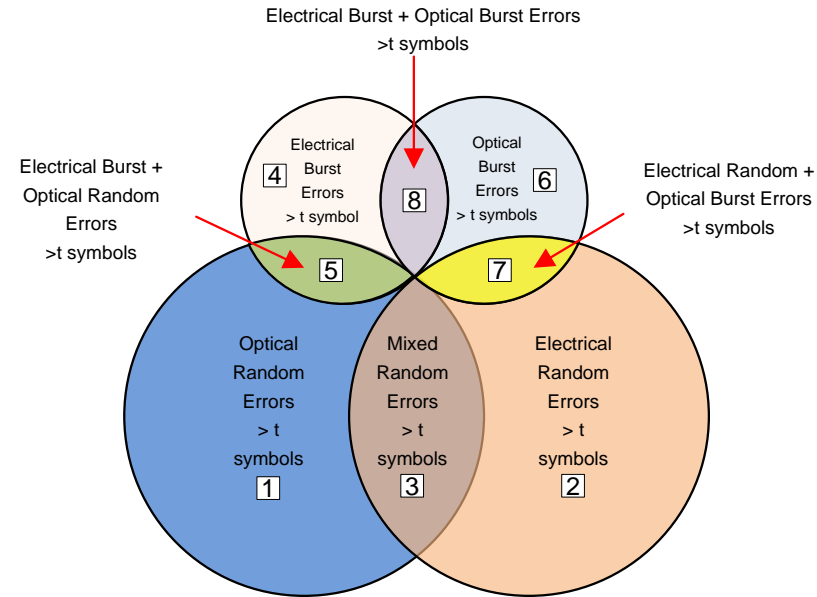 Electrical Burst + Optical Burst Errors
>t symbols
Electrical Burst +
Optical Random
Errors
>t symbols
Electrical
Burst
Errors
> t symbol
4
8
Optical
Burst
Errors
> t symbols
6
Electrical Random +
Optical Burst Errors
>t symbols
5
7
Optical
Random
Errors
> t
symbols
1
Mixed
Random
Errors
> t
symbols
3
Electrical
Random
Errors
> t
symbols
2